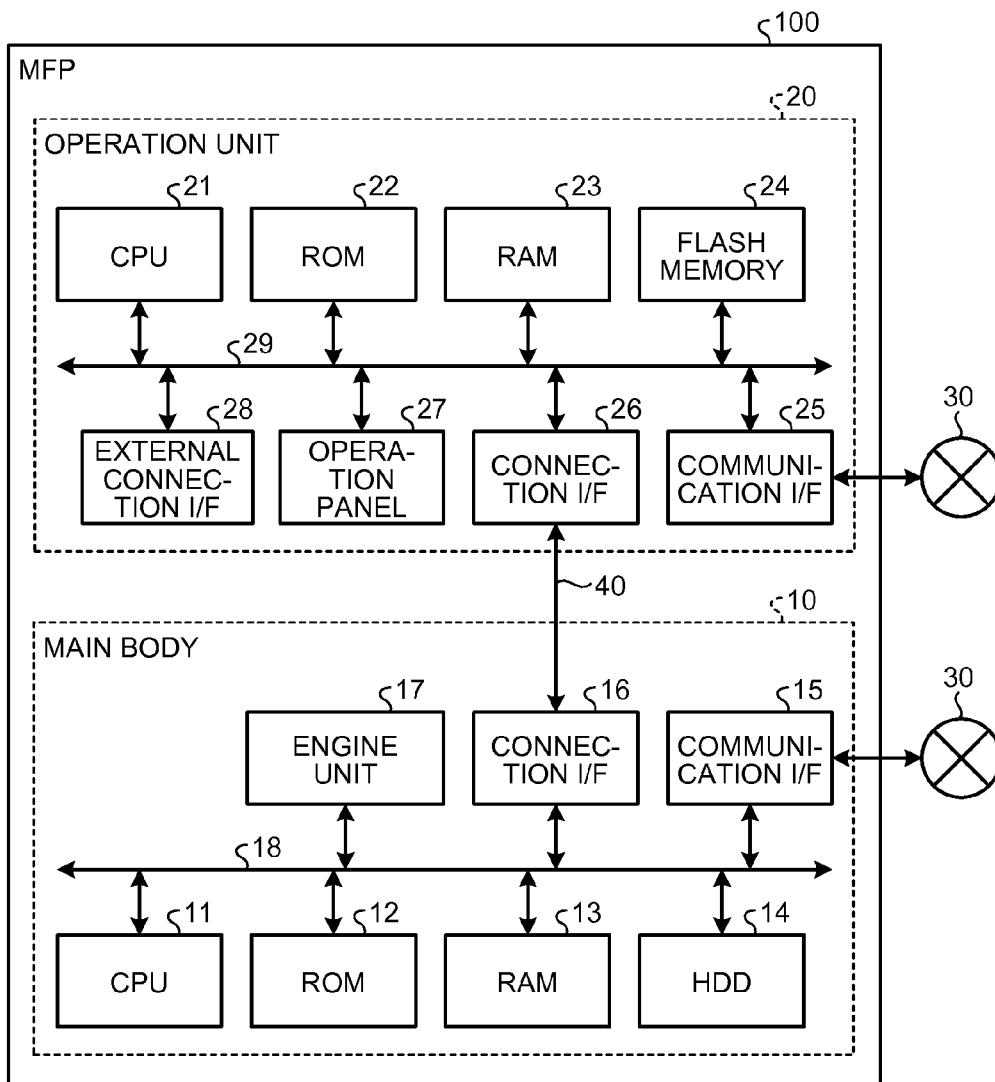 100
MFP
20
OPERATION UNIT
21
22
23
24
CPU
ROM
RAM
FLASH
MEMORY
29
28
27
26
25
30
EXTERNAL
CONNEC-
TION I/F
OPERA-
TION
PANEL
CONNEC-
TION I/F
COMMUNI-
CATION I/F
40
10
MAIN BODY
17
16
15
30
ENGINE
UNIT
CONNEC-
TION I/F
COMMUNI-
CATION I/F
18
11
12
13
14
CPU
ROM
RAM
HDD